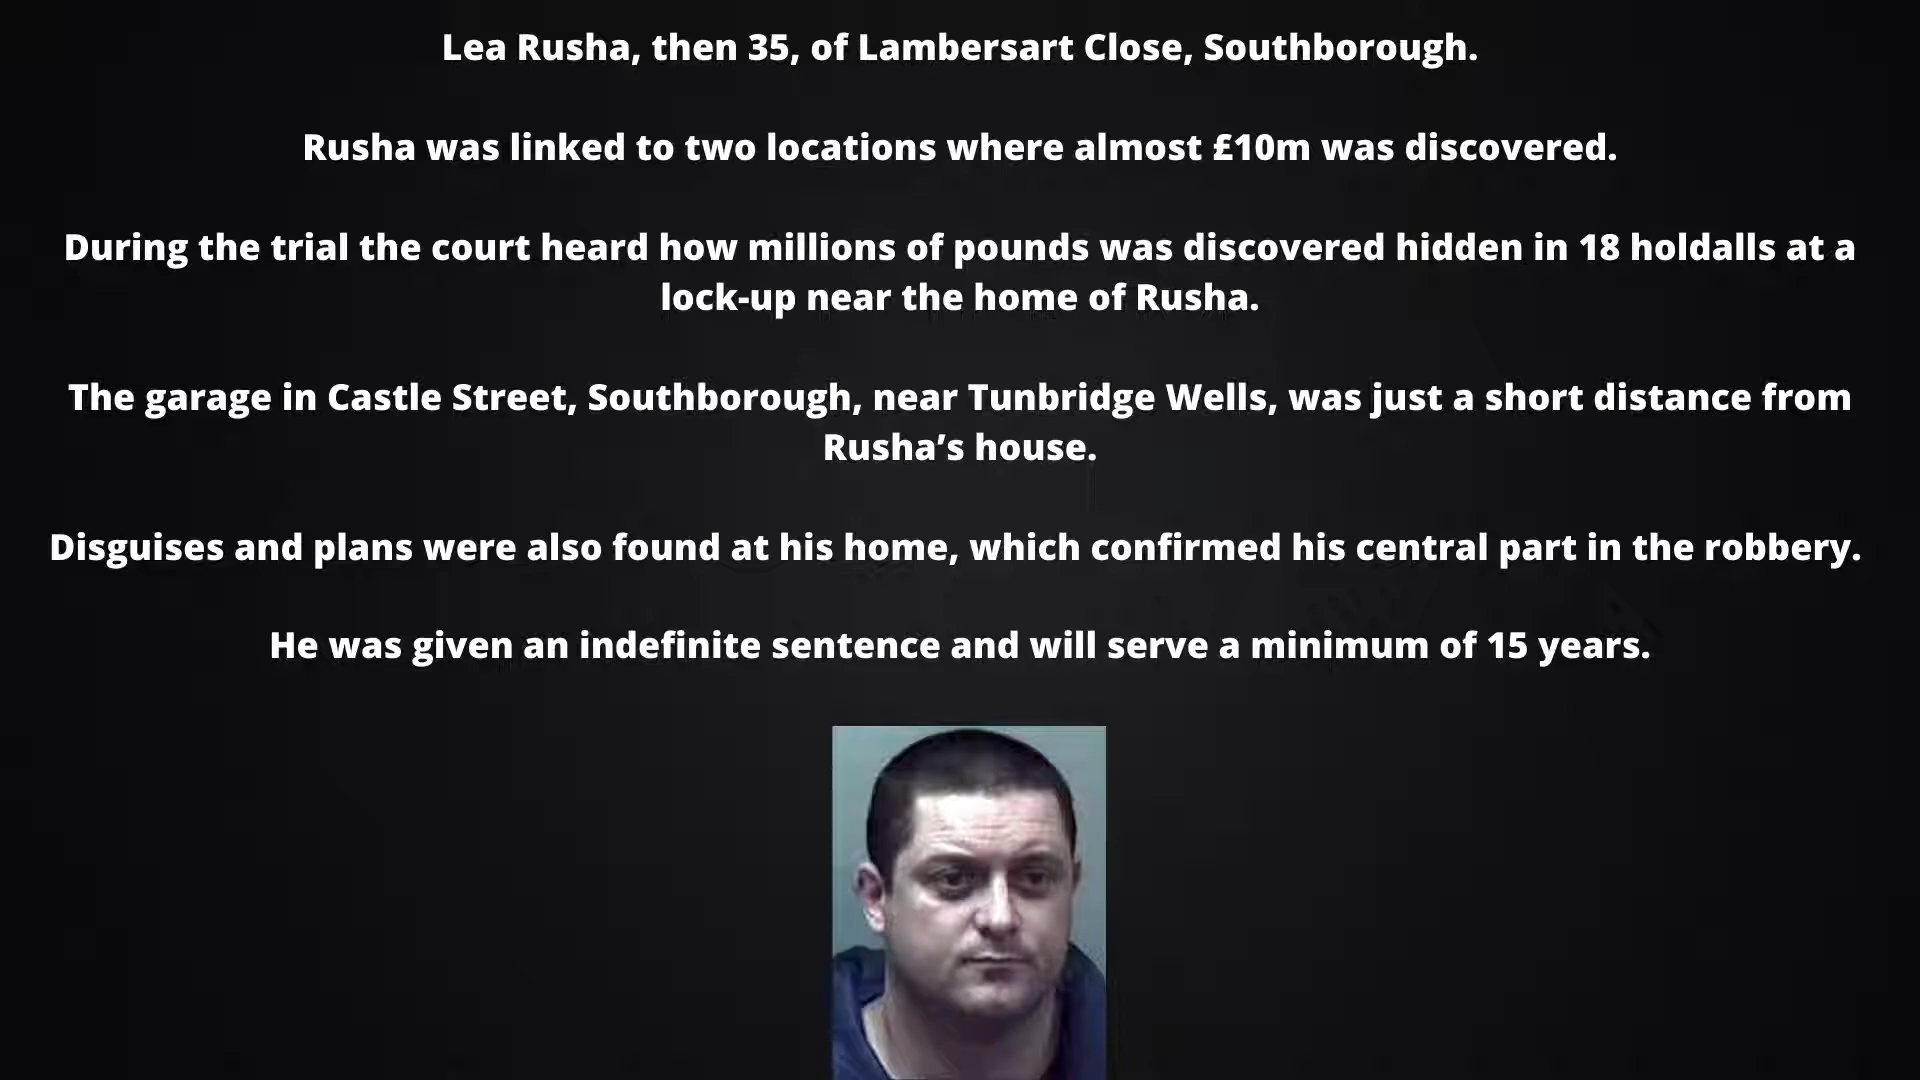 Lea Rusha, then 35, of Lambersart Close, Southborough.
Rusha was linked to two locations where almost £10m was discovered.
During the trial the court heard how millions of pounds was discovered hidden in 18 holdalls at a
lock-up near the home of Rusha.
The garage in Castle Street, Southborough, near Tunbridge Wells, was just a short distance from
Rusha’s house.
Disguises and plans were also found at his home, which confirmed his central part in the robbery.
He was given an indefinite sentence and will serve a minimum of 15 years.